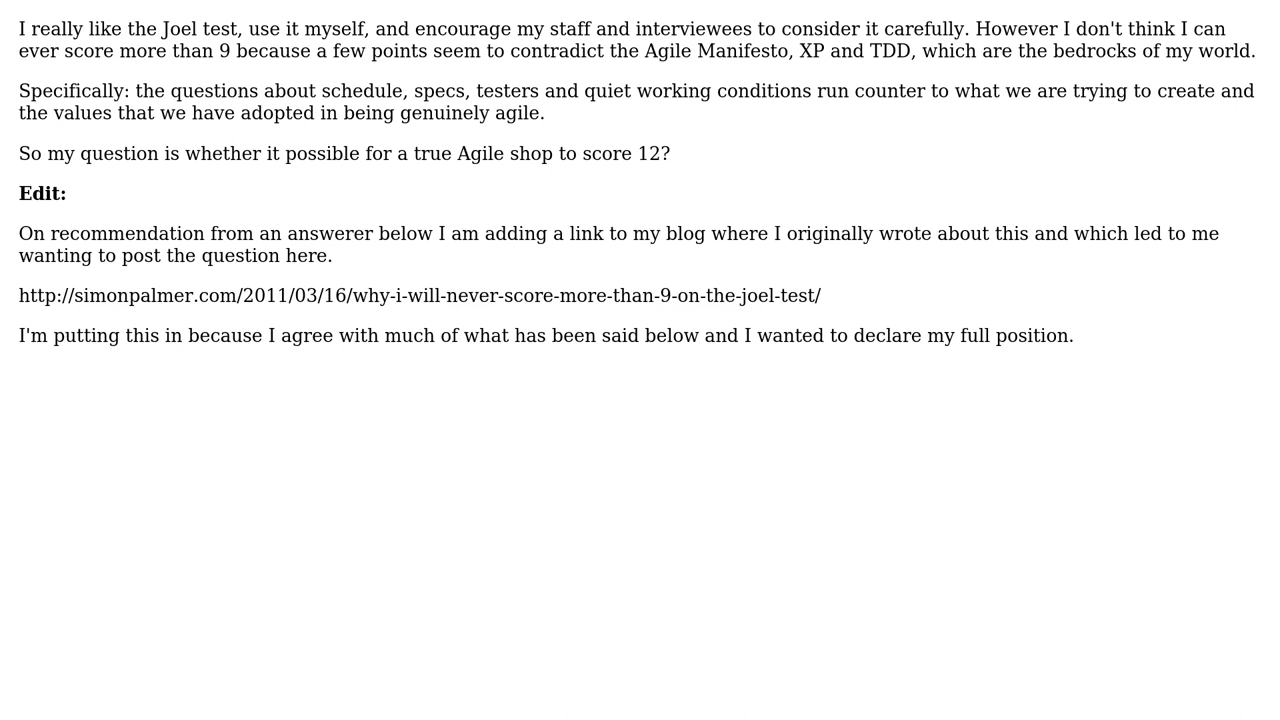 I really like the Joel test, use it myself, and encourage my staff and interviewees to consider it carefully. However I don't think I can
ever score more than 9 because a few points seem to contradict the Agile Manifesto, XP and TDD, which are the bedrocks of my world.
Specifically: the questions about schedule, specs, testers and quiet working conditions run counter to what we are trying to create and
the values that we have adopted in being genuinely agile.
So my question is whether it possible for a true Agile shop to score 12?
Edit:
On recommendation from an answerer below I am adding a link to my blog where I originally wrote about this and which led to me
wanting to post the question here.
http://simonpalmer.com/2011/03/16/why-i-will-never-score-more-than-9-on-the-joel-test/
I'm putting this in because I agree with much of what has been said below and I wanted to declare my full position.